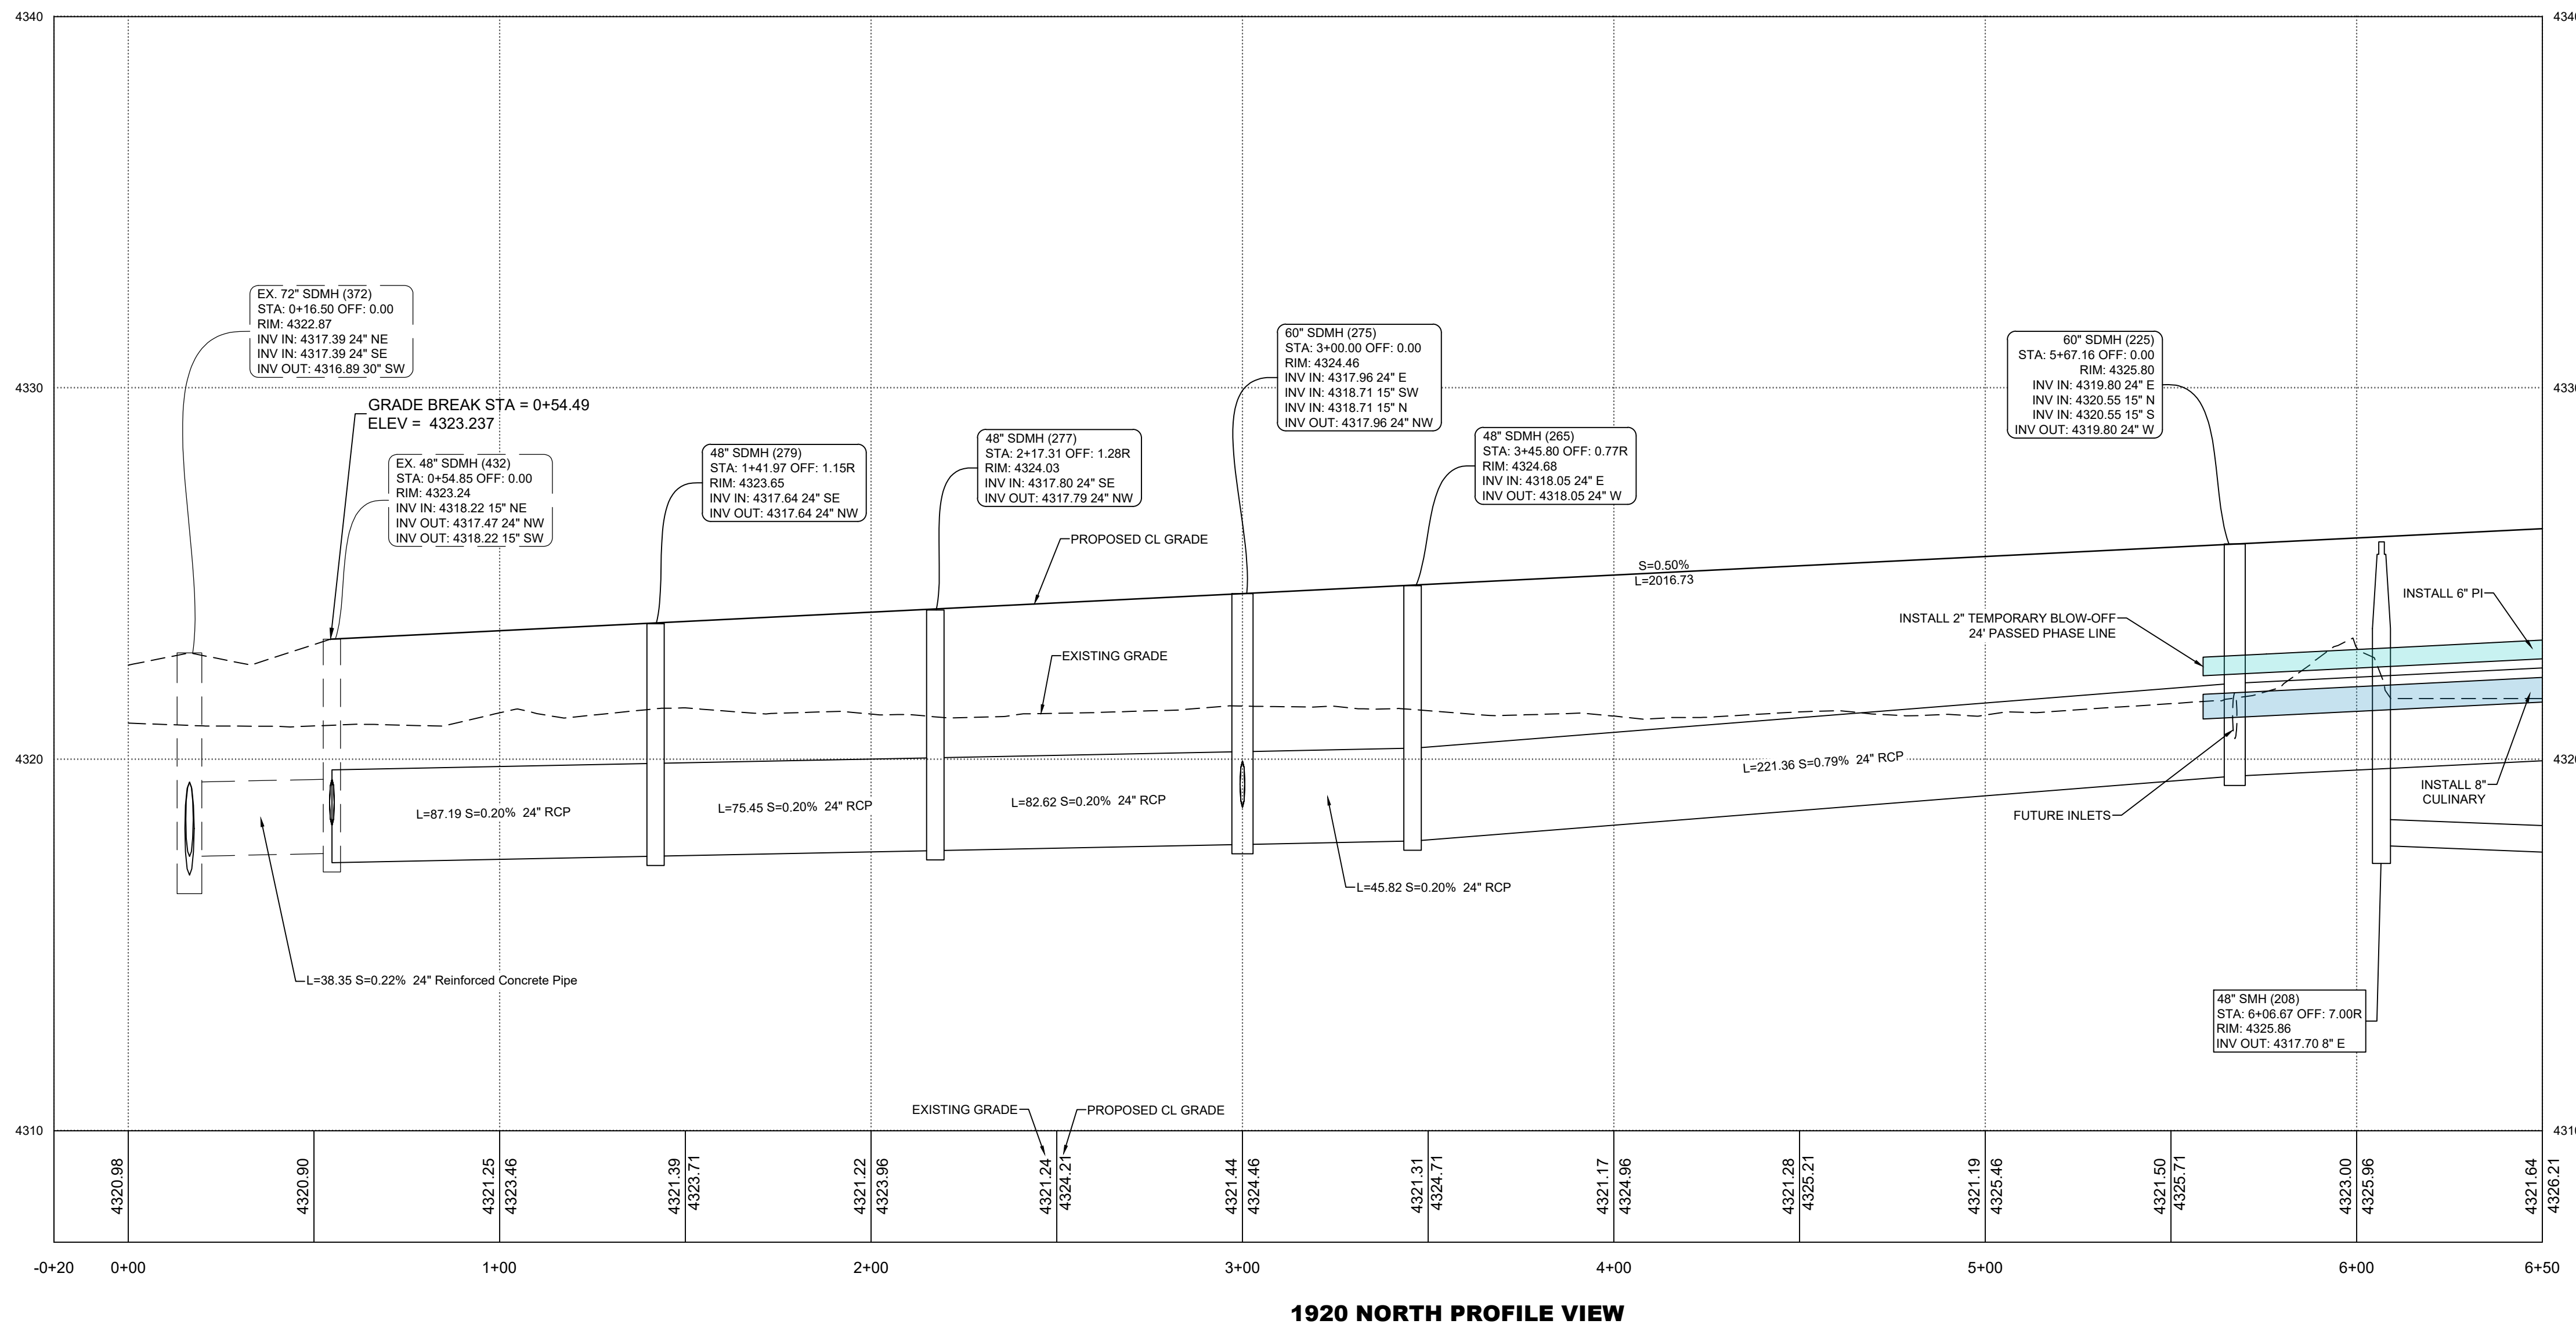 4340
4340
EX. 72" SDMH (372)
STA: 0+16.50 OFF: 0.00
RIM: 4322.87
INV IN: 4317.39 24" NE
INV IN: 4317.39 24" SE
INV OUT: 4316.89 30" SW
60" SDMH (275)
STA: 3+00.00 OFF: 0.00
RIM: 4324.46
INV IN: 4317.96 24" E
INV IN: 4318.71 15" SW
INV IN: 4318.71 15" N
INV OUT: 4317.96 24" NW
60" SDMH (225)
STA: 5+67.16 OFF: 0.00
RIM: 4325.80
INV IN: 4319.80 24" E
INV IN: 4320.55 15" N
INV IN: 4320.55 15" S
INV OUT: 4319.80 24" W
4330
GRADE BREAK STA = 0+54.49
ELEV = 4323.237
EX. 48" SDMH (432)
STA: 0+54.85 OFF: 0.00
RIM: 4323.24
INV IN: 4318.22 15" NE
INV OUT: 4317.47 24" NW
INV OUT: 4318.22 15" SW
48" SDMH (279)
STA: 1+41.97 OFF: 1.15R
RIM: 4323.65
INV IN: 4317.64 24" SE
INV OUT: 4317.64 24" NW
48" SDMH (277)
STA: 2+17.31 OFF: 1.28R
RIM: 4324.03
INV IN: 4317.80 24" SE
INV OUT: 4317.79 24" NW
48" SDMH (265)
STA: 3+45.80 OFF: 0.77R
RIM: 4324.68
INV IN: 4318.05 24" E
INV OUT: 4318.05 24" W
PROPOSED CL GRADE
S=0.50%
L=2016.73
INSTALL 6" PI
INSTALL 2" TEMPORARY BLOW-OFF
24' PASSED PHASE LINE
EXISTING GRADE
4320
L=87.19 S=0.20% 24" RCP
L=75.45 S=0.20% 24" RCP
L=82.62 S=0.20% 24" RCP
L=221.36 S=0.79% 24" RCP
INSTALL 8"
CULINARY
FUTURE INLETS
L=45.82 S=0.20% 24" RCP
L=38.35 S=0.22% 24" Reinforced Concrete Pipe
48" SMH (208)
STA: 6+06.67 OFF: 7.00R
RIM: 4325.86
INV OUT: 4317.70 8" E
EXISTING GRADE
PROPOSED CL GRADE
4310
4320.98
4320.90
4321.25
4323.46
4321.39
4323.71
4321.22
4323.96
4321.24
4324.21
4321.44
4324.46
4321.31
4324.71
4321.17
4324.96
4321.28
4325.21
4321.19
4325.46
4321.50
4325.71
4323.00
4325.96
4321.64
4326.21
-0+20
0+00
1+00
2+00
3+00
4+00
5+00
6+00
6+50
1920 NORTH PROFILE VIEW